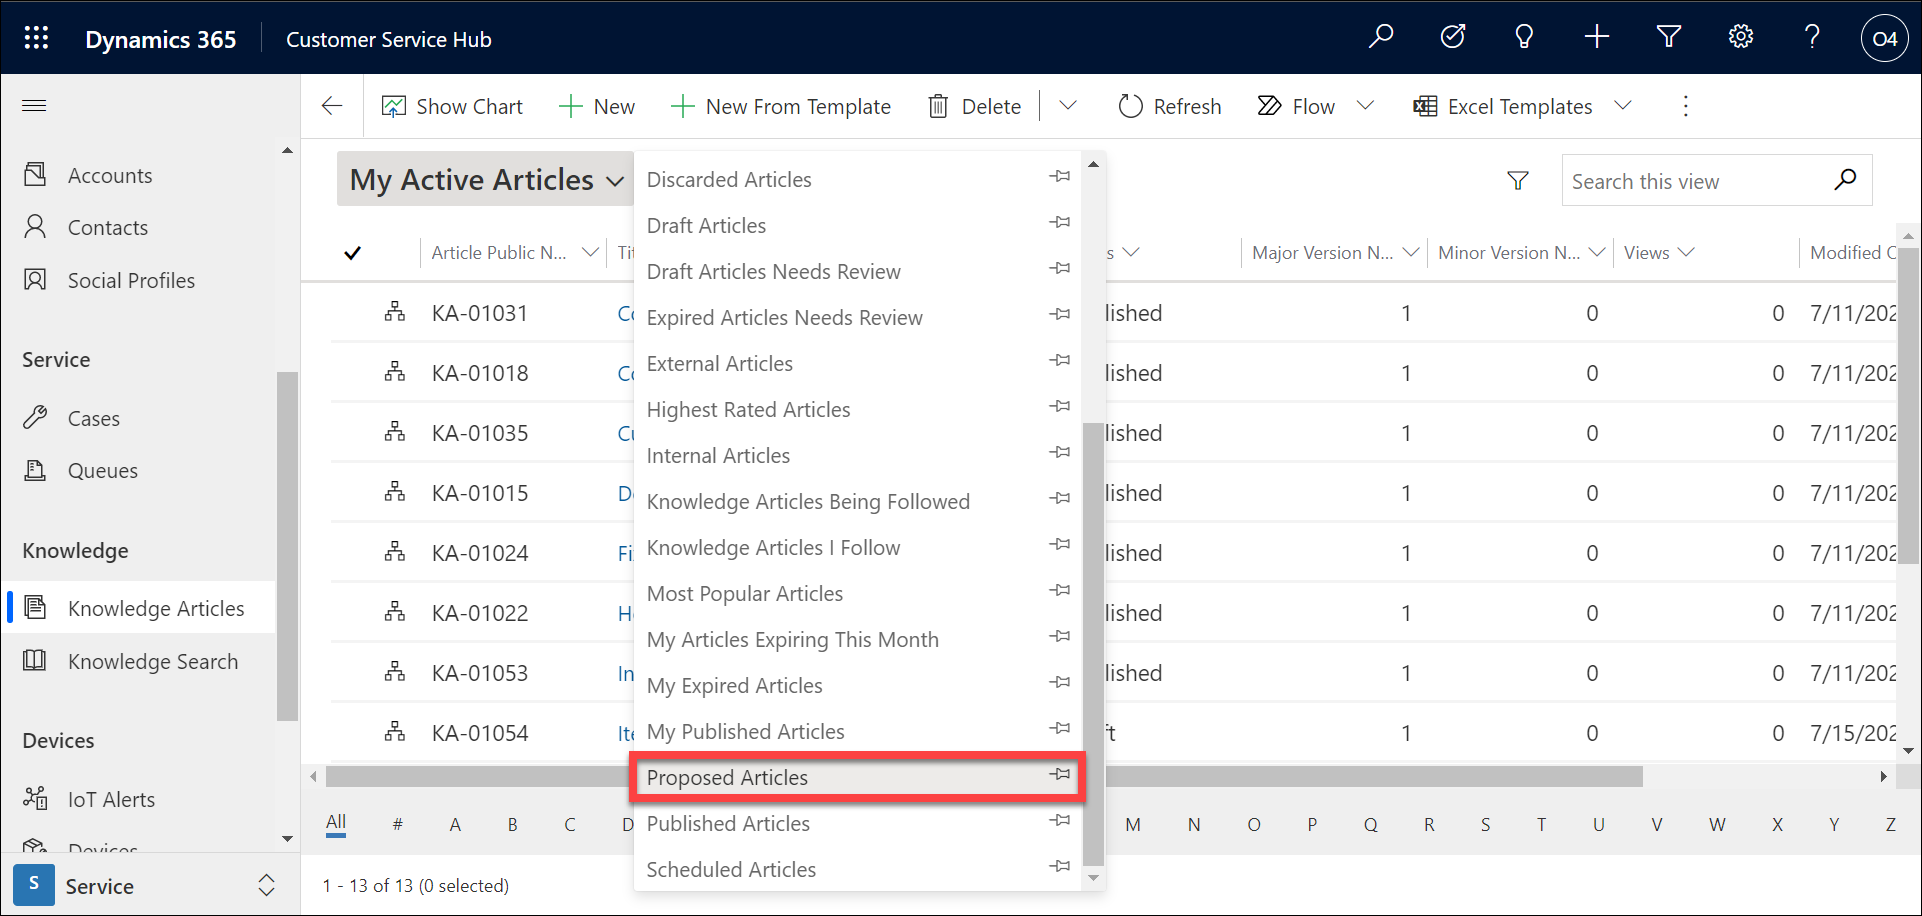 Dynamics 365
Customer Service Hub
O4
Show Chart
New
New From Template
Delete
Refresh
Flow
Excel Templates
Accounts
Contacts
Social Profiles
Service
Cases
Queues
Knowledge
Knowledge Articles
Knowledge Search
Devices
IoT Alerts
Devices
S
Service
My Active Articles
Search this view
Discarded Articles
Draft Articles
Draft Articles Needs Review
Expired Articles Needs Review
External Articles
Highest Rated Articles
Internal Articles
Knowledge Articles Being Followed
Knowledge Articles I Follow
Most Popular Articles
My Articles Expiring This Month
My Expired Articles
My Published Articles
Proposed Articles
Published Articles
Scheduled Articles
Article Public N... Tit s Major Version N... Minor Version N... Views Modified O
KA-01031 Co lished 1 0 0 7/11/202
KA-01018 Co lished 1 0 0 7/11/202
KA-01035 Cu lished 1 0 0 7/11/202
KA-01015 De lished 1 0 0 7/11/202
KA-01024 Fi lished 1 0 0 7/11/202
KA-01022 Ho lished 1 0 0 7/11/202
KA-01053 In lished 1 0 0 7/11/202
KA-01054 Ite ft 1 0 0 7/15/202
All # A B C D M N O P Q R S T U V W X Y Z
1 - 13 of 13 (0 selected)